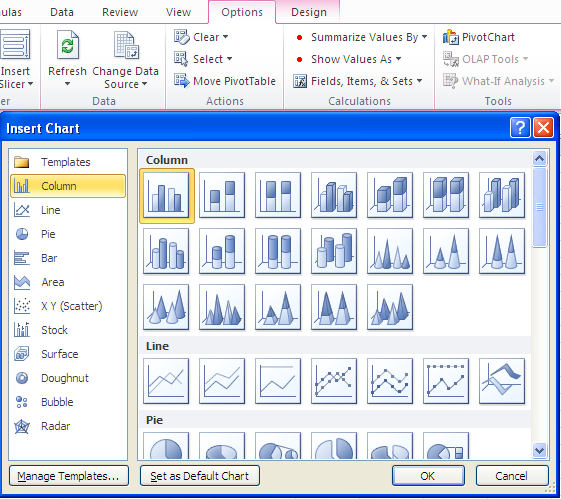 ulas Data Review View Options Design
Insert Slicer
er
Refresh
Change Data Source
Data
Clear
Select
Move PivotTable
Actions
Summarize Values By
Show Values As
Fields, Items, & Sets
Calculations
PivotChart
OLAP Tools
What-If Analysis
Tools
Insert Chart
Templates
Column
Line
Pie
Bar
Area
X Y (Scatter)
Stock
Surface
Doughnut
Bubble
Radar
Column
Line
Pie
Manage Templates...
Set as Default Chart
OK
Cancel